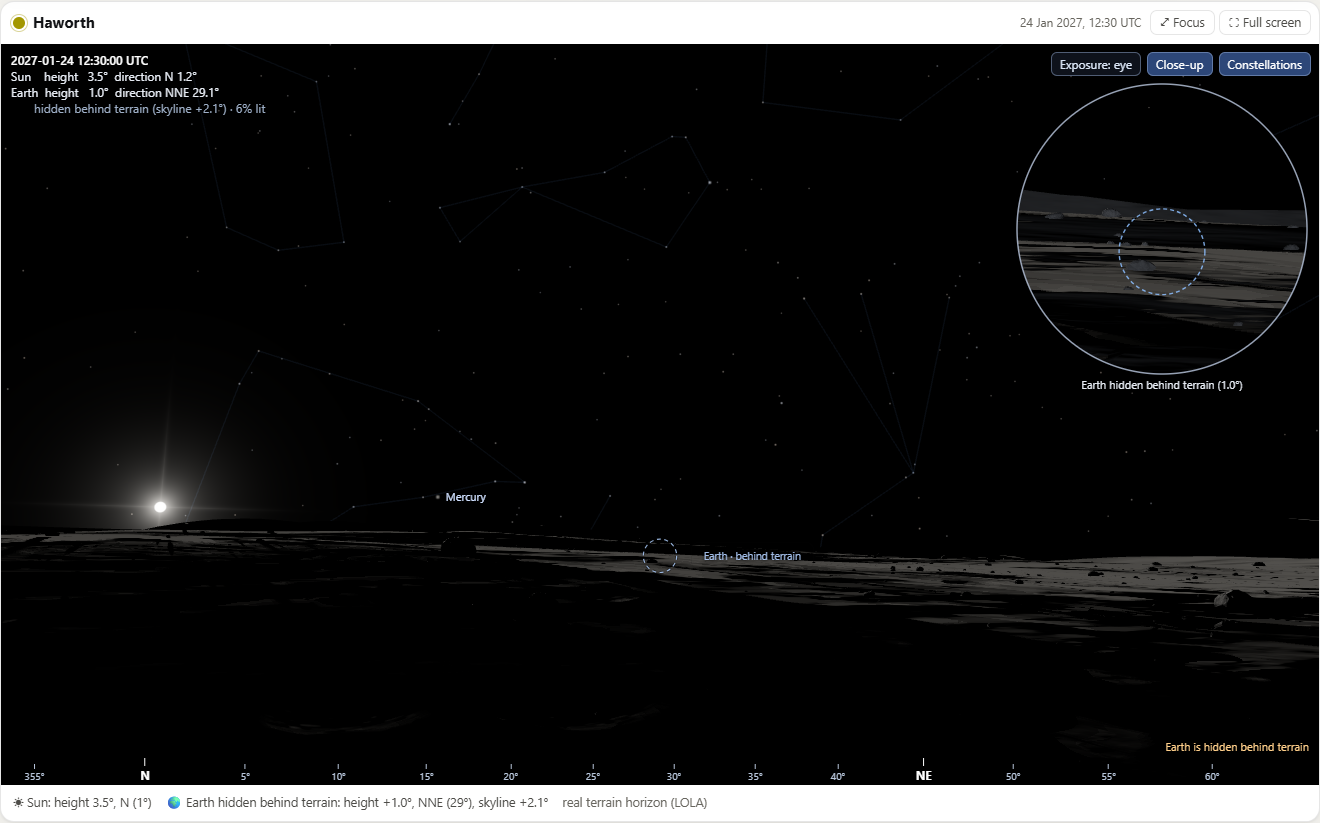 Haworth
24 Jan 2027, 12:30 UTC
Focus
Full screen
2027-01-24 12:30:00 UTC
Sun height 3.5° direction N 1.2°
Earth height 1.0° direction NNE 29.1°
hidden behind terrain (skyline +2.1°) · 6% lit
Exposure: eye
Close-up
Constellations
Earth hidden behind terrain (1.0°)
Mercury
Earth · behind terrain
Earth is hidden behind terrain
355° N 5° 10° 15° 20° 25° 30° 35° 40° NE 50° 55° 60°
Sun: height 3.5°, N (1°) Earth hidden behind terrain: height +1.0°, NNE (29°), skyline +2.1° real terrain horizon (LOLA)